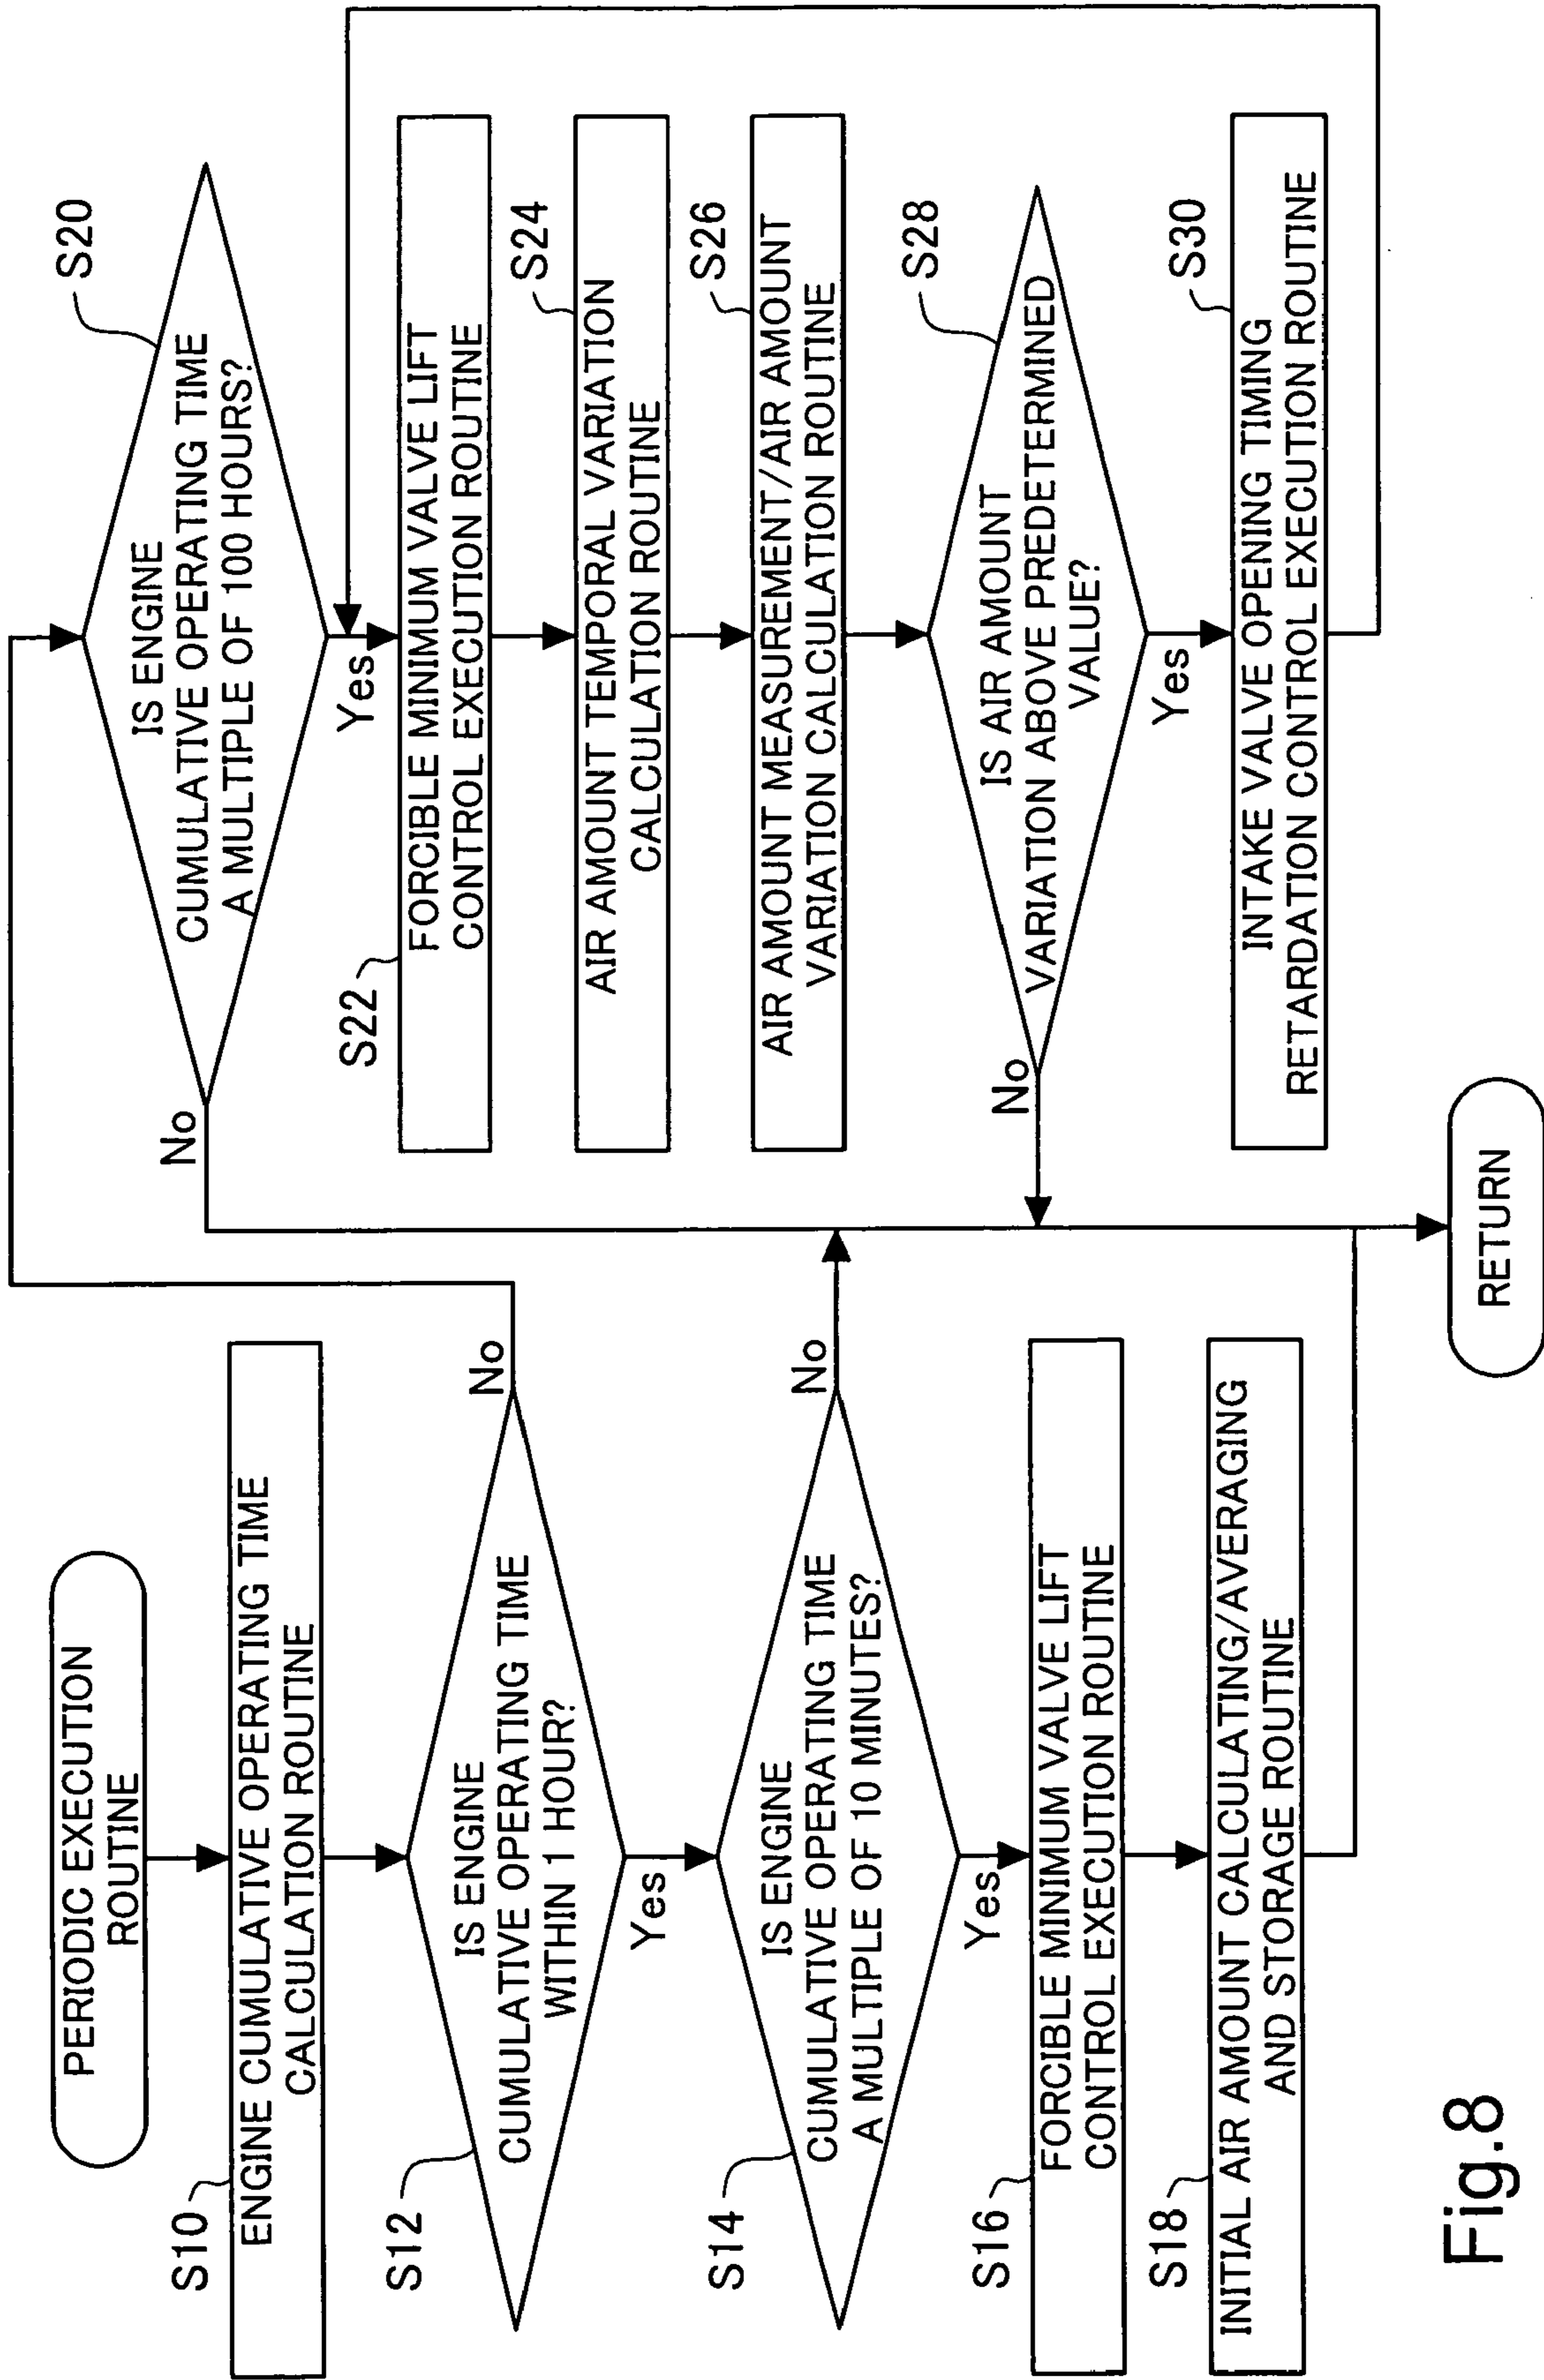 PERIODIC EXECUTION
ROUTINE
S10
ENGINE CUMULATIVE OPERATING TIME
CALCULATION ROUTINE
S12
IS ENGINE
CUMULATIVE OPERATING TIME
WITHIN 1 HOUR?
No
Yes
S14
IS ENGINE
CUMULATIVE OPERATING TIME
A MULTIPLE OF 10 MINUTES?
No
Yes
S16
FORCIBLE MINIMUM VALVE LIFT
CONTROL EXECUTION ROUTINE
S18
INITIAL AIR AMOUNT CALCULATING/AVERAGING
AND STORAGE ROUTINE
S20
IS ENGINE
CUMULATIVE OPERATING TIME
A MULTIPLE OF 100 HOURS?
No
Yes
S22
FORCIBLE MINIMUM VALVE LIFT
CONTROL EXECUTION ROUTINE
S24
AIR AMOUNT TEMPORAL VARIATION
CALCULATION ROUTINE
S26
AIR AMOUNT MEASUREMENT/AIR AMOUNT
VARIATION CALCULATION ROUTINE
S28
IS AIR AMOUNT
VARIATION ABOVE PREDETERMINED
VALUE?
No
Yes
S30
INTAKE VALVE OPENING TIMING
RETARDATION CONTROL EXECUTION ROUTINE
RETURN
Fig.8